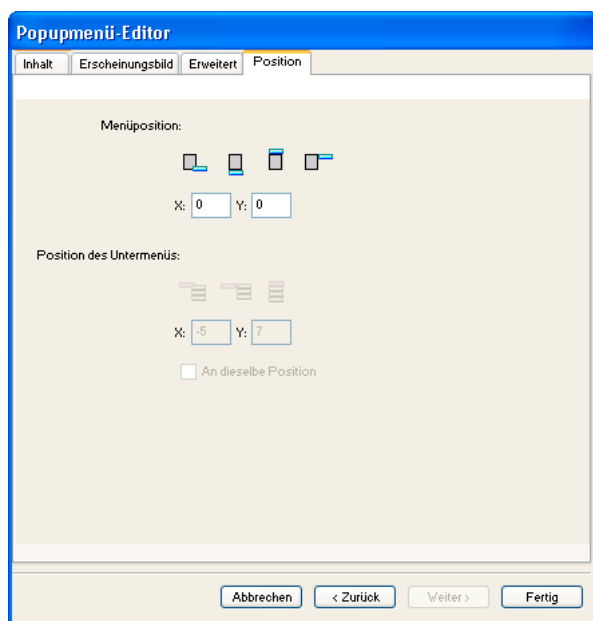 Popupmenü-Editor
Inhalt Erscheinungsbild Erweitert Position
Menüposition:
X: 0 Y: 0
Position des Untermenüs:
X: -5 Y: 7
An dieselbe Position
Abbrechen < Zurück Weiter > Fertig